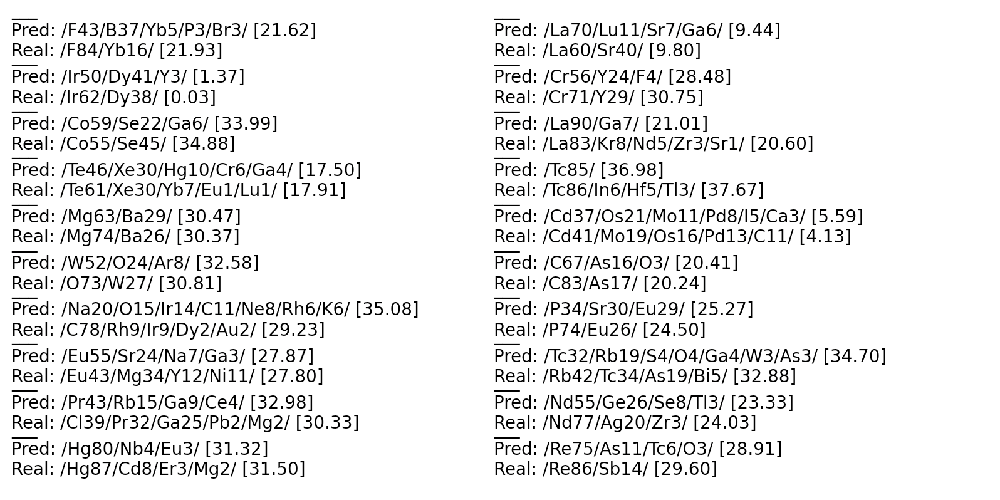 Pred: /F43/B37/Yb5/P3/Br3/ [21.62]
Real: /F84/Yb16/ [21.93]
Pred: /Ir50/Dy41/Y3/ [1.37]
Real: /Ir62/Dy38/ [0.03]
Pred: /Co59/Se22/Ga6/ [33.99]
Real: /Co55/Se45/ [34.88]
Pred: /Te46/Xe30/Hg10/Cr6/Ga4/ [17.50]
Real: /Te61/Xe30/Yb7/Eu1/Lu1/ [17.91]
Pred: /Mg63/Ba29/ [30.47]
Real: /Mg74/Ba26/ [30.37]
Pred: /W52/O24/Ar8/ [32.58]
Real: /O73/W27/ [30.81]
Pred: /Na20/O15/Ir14/C11/Ne8/Rh6/K6/ [35.08]
Real: /C78/Rh9/Ir9/Dy2/Au2/ [29.23]
Pred: /Eu55/Sr24/Na7/Ga3/ [27.87]
Real: /Eu43/Mg34/Y12/Ni11/ [27.80]
Pred: /Pr43/Rb15/Ga9/Ce4/ [32.98]
Real: /Cl39/Pr32/Ga25/Pb2/Mg2/ [30.33]
Pred: /Hg80/Nb4/Eu3/ [31.32]
Real: /Hg87/Cd8/Er3/Mg2/ [31.50]
Pred: /La70/Lu11/Sr7/Ga6/ [9.44]
Real: /La60/Sr40/ [9.80]
Pred: /Cr56/Y24/F4/ [28.48]
Real: /Cr71/Y29/ [30.75]
Pred: /La90/Ga7/ [21.01]
Real: /La83/Kr8/Nd5/Zr3/Sr1/ [20.60]
Pred: /Tc85/ [36.98]
Real: /Tc86/In6/Hf5/Tl3/ [37.67]
Pred: /Cd37/Os21/Mo11/Pd8/I5/Ca3/ [5.59]
Real: /Cd41/Mo19/Os16/Pd13/C11/ [4.13]
Pred: /C67/As16/O3/ [20.41]
Real: /C83/As17/ [20.24]
Pred: /P34/Sr30/Eu29/ [25.27]
Real: /P74/Eu26/ [24.50]
Pred: /Tc32/Rb19/S4/O4/Ga4/W3/As3/ [34.70]
Real: /Rb42/Tc34/As19/Bi5/ [32.88]
Pred: /Nd55/Ge26/Se8/Tl3/ [23.33]
Real: /Nd77/Ag20/Zr3/ [24.03]
Pred: /Re75/As11/Tc6/O3/ [28.91]
Real: /Re86/Sb14/ [29.60]